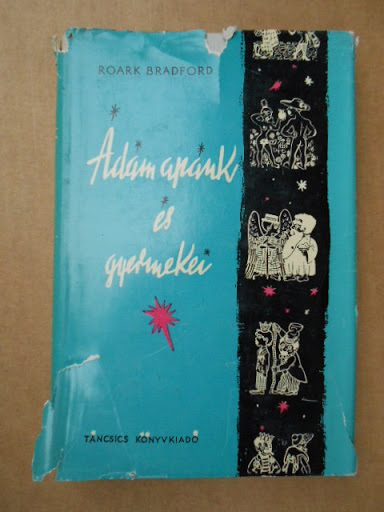 ROARK BRADFORD
Ádám apánk
és
gyermekei
TÁNCSICS KÖNYVKIADÓ